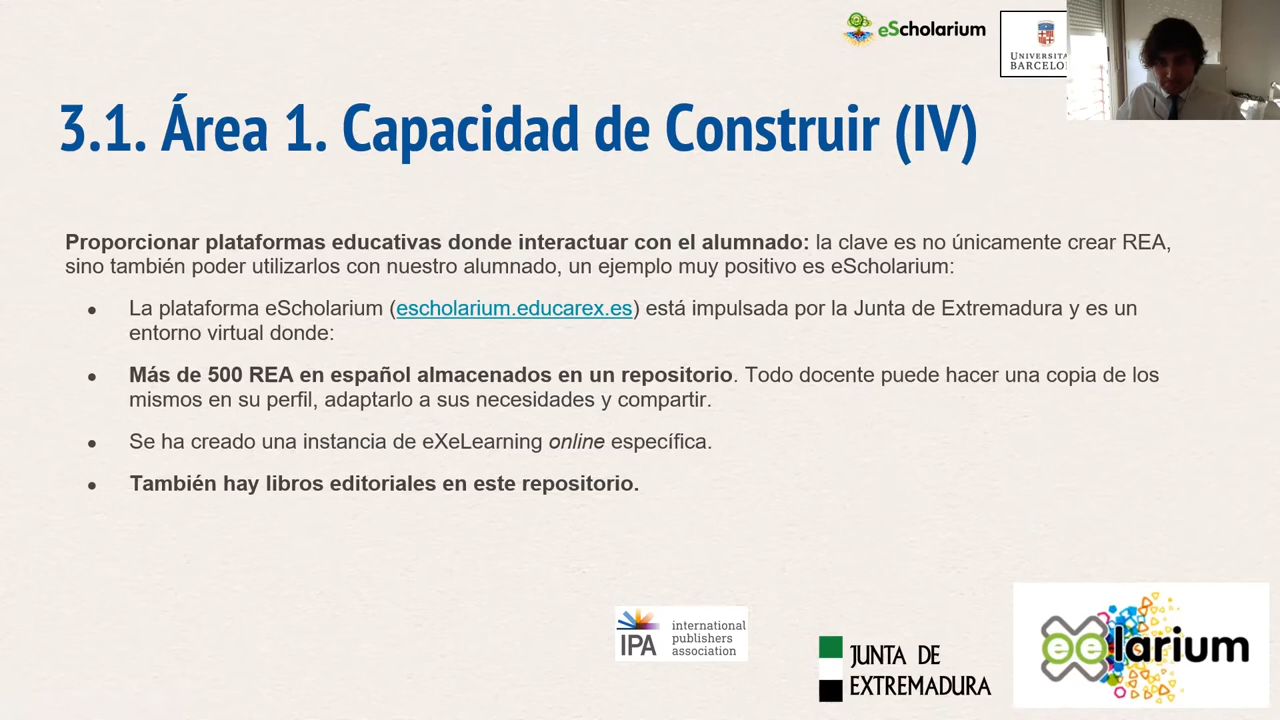 eScholarium
UNIVERSITA
BARCELO
3.1. Área 1. Capacidad de Construir (IV)
Proporcionar plataformas educativas donde interactuar con el alumnado: la clave es no únicamente crear REA,
sino también poder utilizarlos con nuestro alumnado, un ejemplo muy positivo es eScholarium:
● La plataforma eScholarium (escholarium.educarex.es) está impulsada por la Junta de Extremadura y es un
entorno virtual donde:
● Más de 500 REA en español almacenados en un repositorio. Todo docente puede hacer una copia de los
mismos en su perfil, adaptarlo a sus necesidades y compartir.
● Se ha creado una instancia de eXeLearning online específica.
● También hay libros editoriales en este repositorio.
IPA
international
publishers
association
JUNTA DE
EXTREMADURA
eelarium